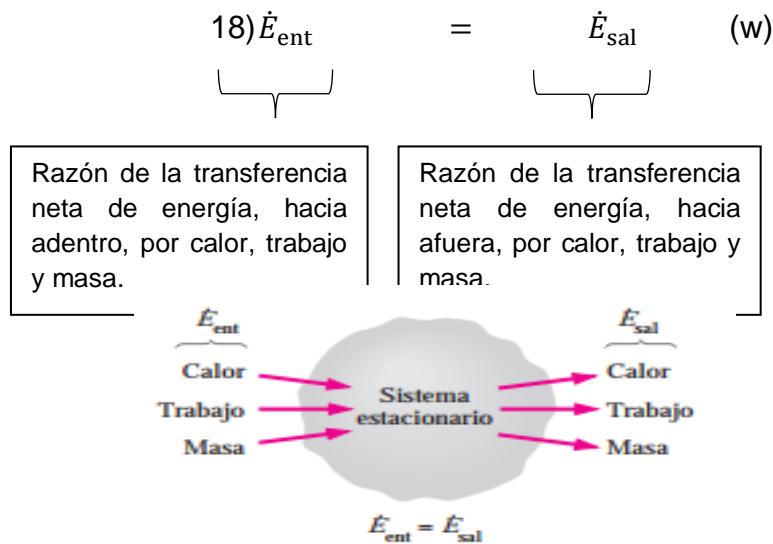 18) Ė_ent = Ė_sal (w)
Razón de la transferencia
neta de energía, hacia
adentro, por calor, trabajo
y masa.
Razón de la transferencia
neta de energía, hacia
afuera, por calor, trabajo y
masa.
Ė_ent
Calor
Trabajo
Masa
Sistema
estacionario
Ė_sal
Calor
Trabajo
Masa
Ė_ent = Ė_sal